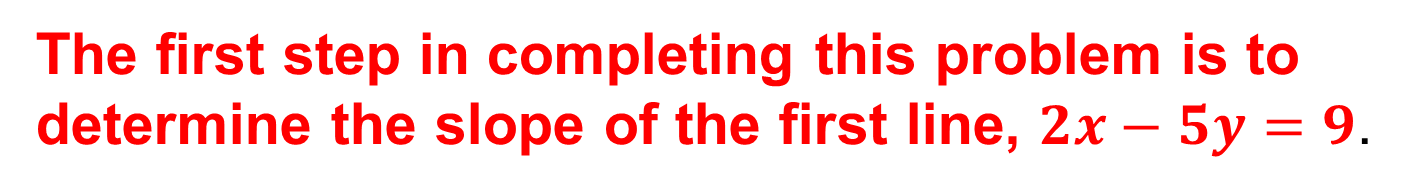 The first step in completing this problem is to
determine the slope of the first line, 2x – 5y = 9.